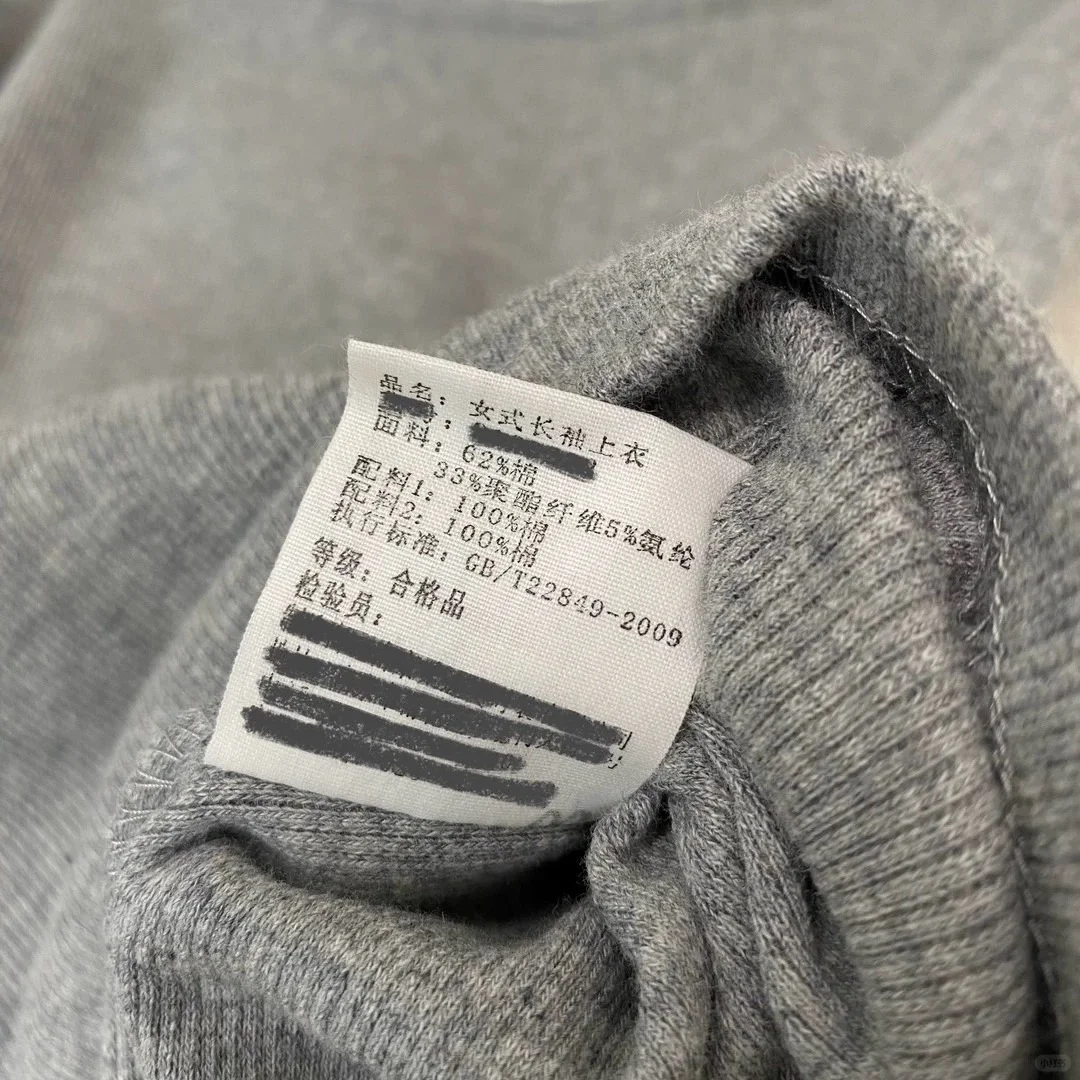 品名：女式长袖上衣
号：
面料：62%棉
33%聚酯纤维5%氨纶
配料1：100%棉
配料2：100%棉
执行标准：GB/T22849-2009
等级：合格品
检验员：